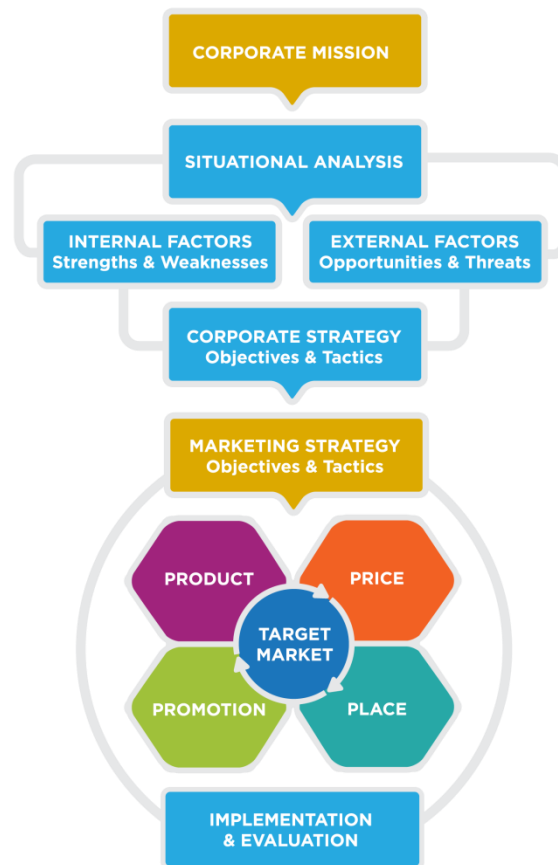 CORPORATE MISSION
SITUATIONAL ANALYSIS
INTERNAL FACTORS
Strengths & Weaknesses
EXTERNAL FACTORS
Opportunities & Threats
CORPORATE STRATEGY
Objectives & Tactics
MARKETING STRATEGY
Objectives & Tactics
PRODUCT
PRICE
TARGET
MARKET
PROMOTION
PLACE
IMPLEMENTATION
& EVALUATION